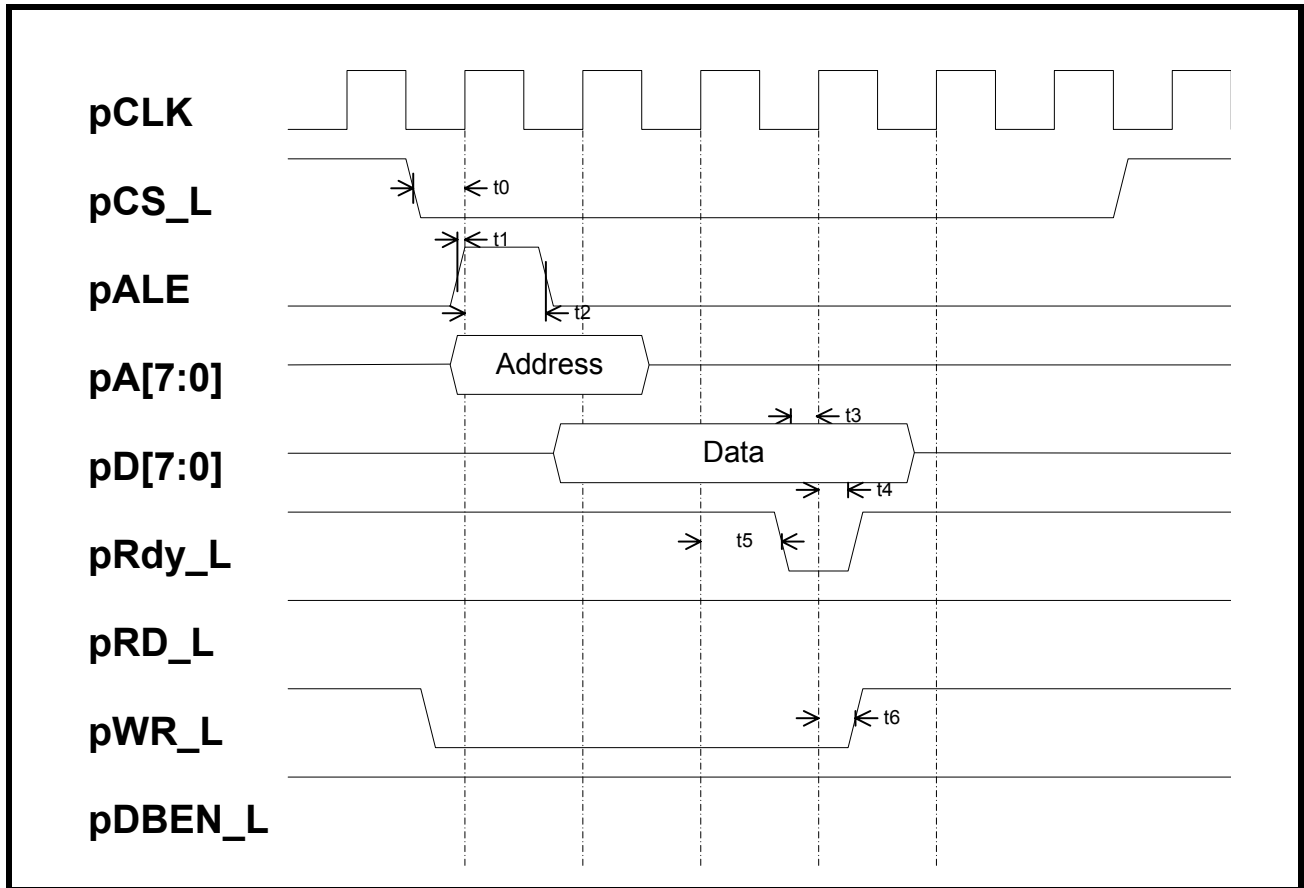 pCLK
pCS_L
t0
t1
pALE
t2
pA[7:0]
Address
t3
pD[7:0]
Data
t4
pRdy_L
t5
pRD_L
pWR_L
t6
pDBEN_L